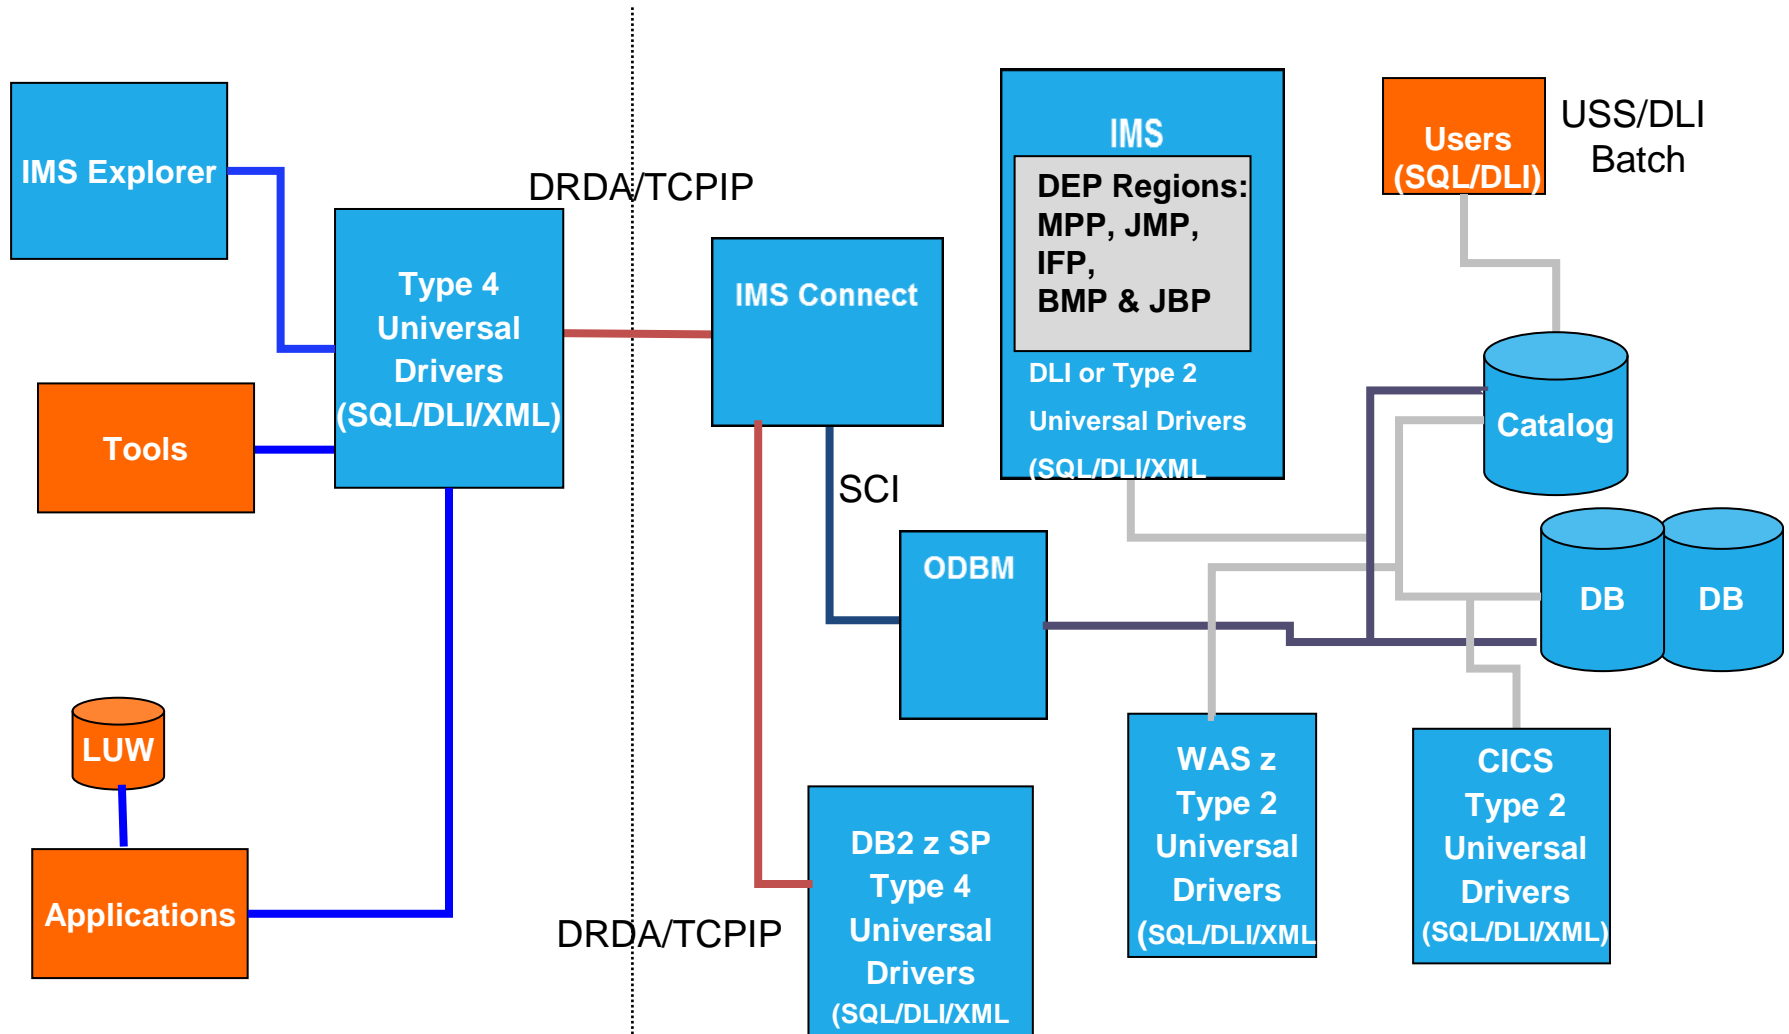 IMS Explorer
Tools
LUW
Applications
Type 4
Universal
Drivers
(SQL/DLI/XML)
DRDA/TCPIP
IMS Connect
SCI
ODBM
DRDA/TCPIP
DB2 z SP
Type 4
Universal
Drivers
(SQL/DLI/XML
IMS
DEP Regions:
MPP, JMP,
IFP,
BMP & JBP
DLI or Type 2
Universal Drivers
(SQL/DLI/XML
Users
(SQL/DLI)
USS/DLI
Batch
Catalog
DB
DB
WAS z
Type 2
Universal
Drivers
(SQL/DLI/XML
CICS
Type 2
Universal
Drivers
(SQL/DLI/XML)